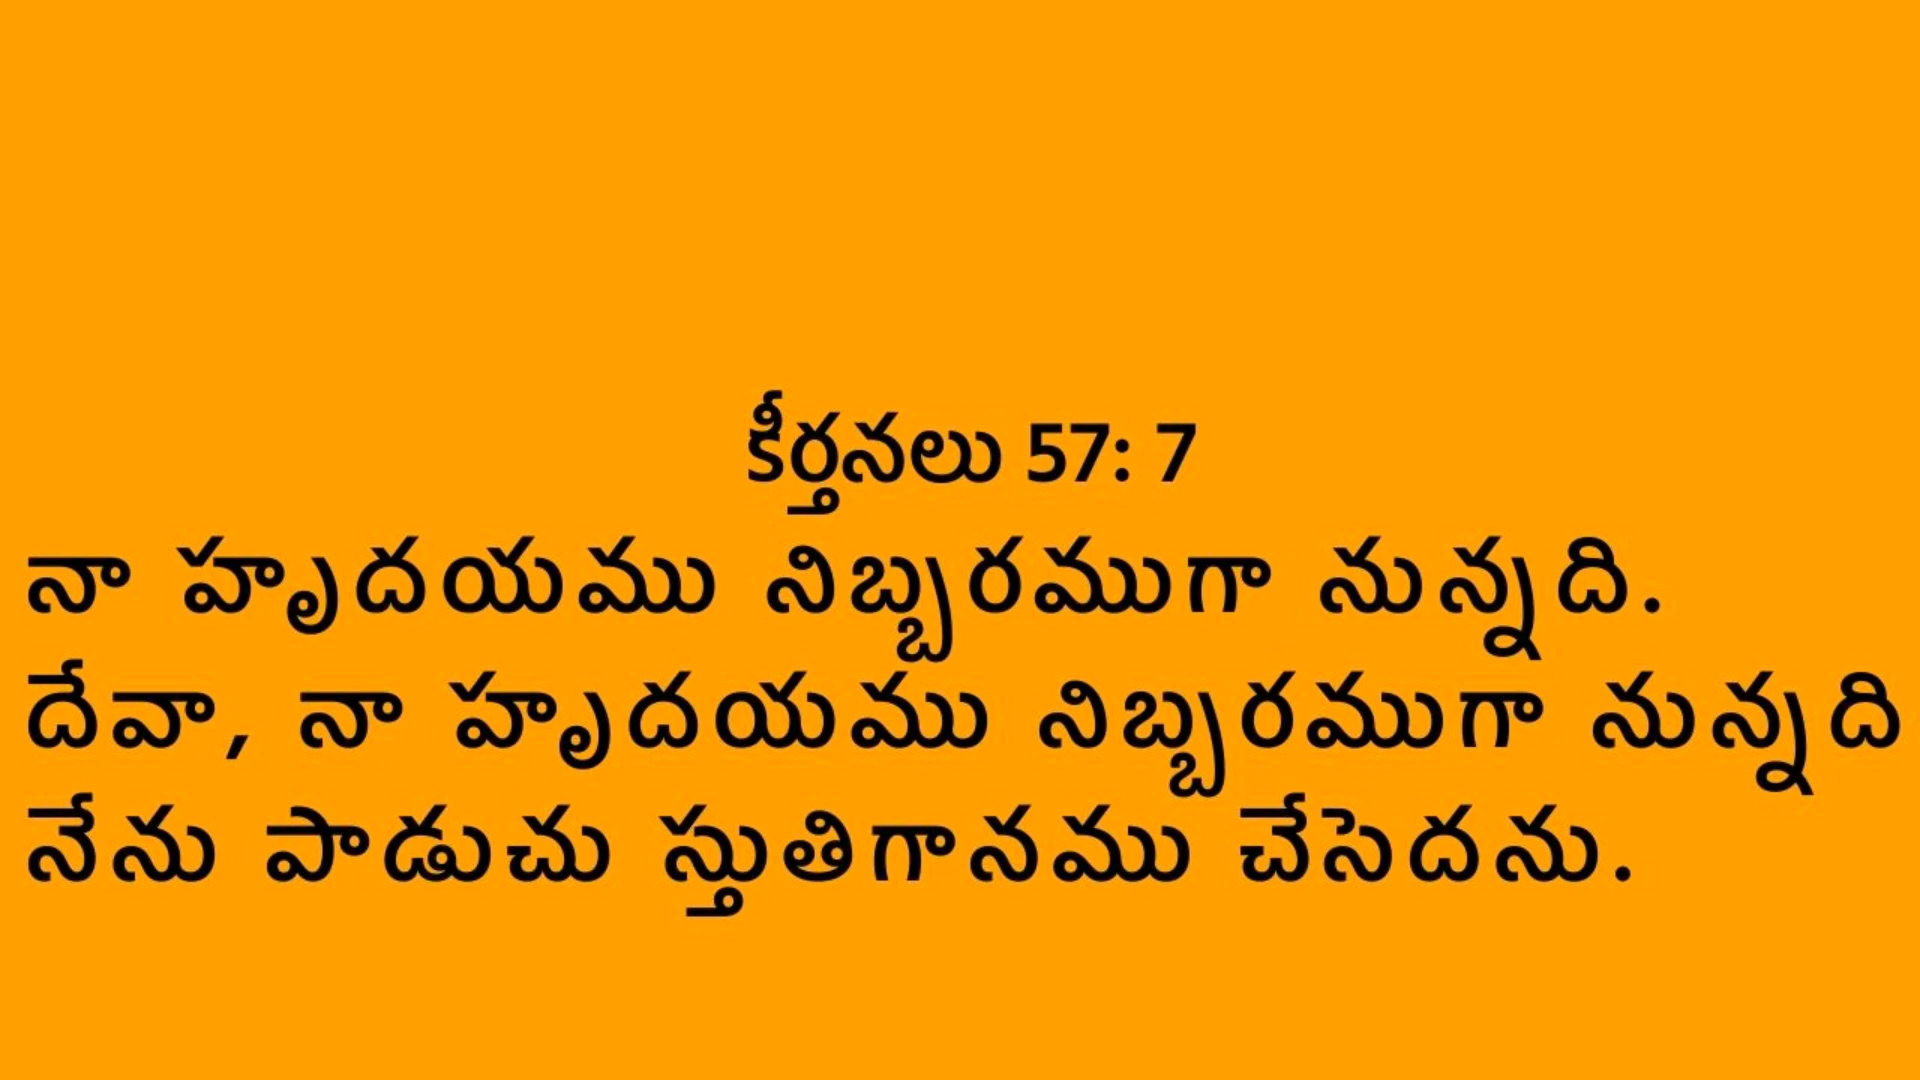 కీర్తనలు 57: 7
నా హృదయము నిబ్బరముగా నున్నది.
దేవా, నా హృదయము నిబ్బరముగా నున్నది
నేను పాడుచు స్తుతిగానము చేసెదను.